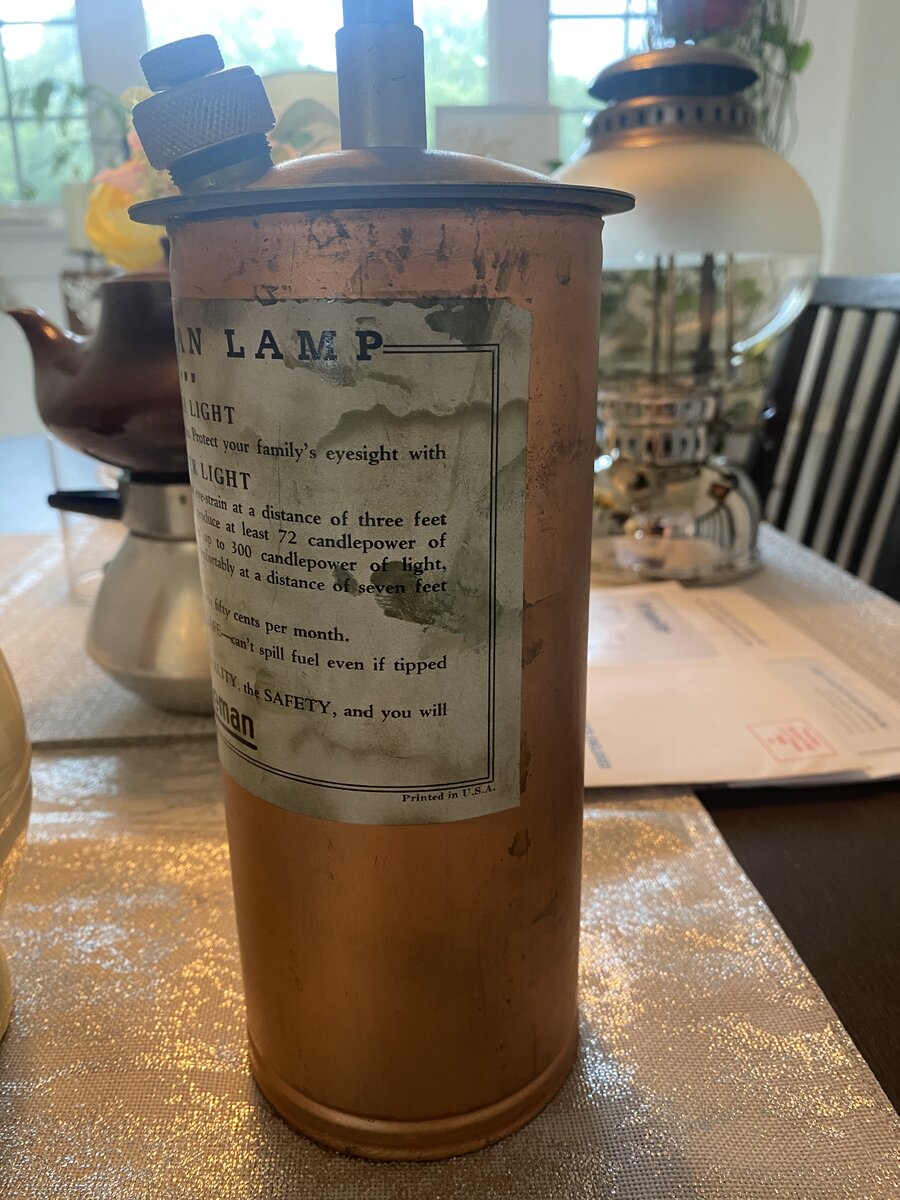 AN LAMP
LIGHT
Protect your family's eyesight with
R LIGHT
eye-strain at a distance of three feet
at least 72 candlepower of
up to 300 candlepower of light,
at a distance of seven feet
fifty cents per month.
—can't spill fuel even if tipped
ALITY, the SAFETY, and you will
eman
Printed in U.S.A.